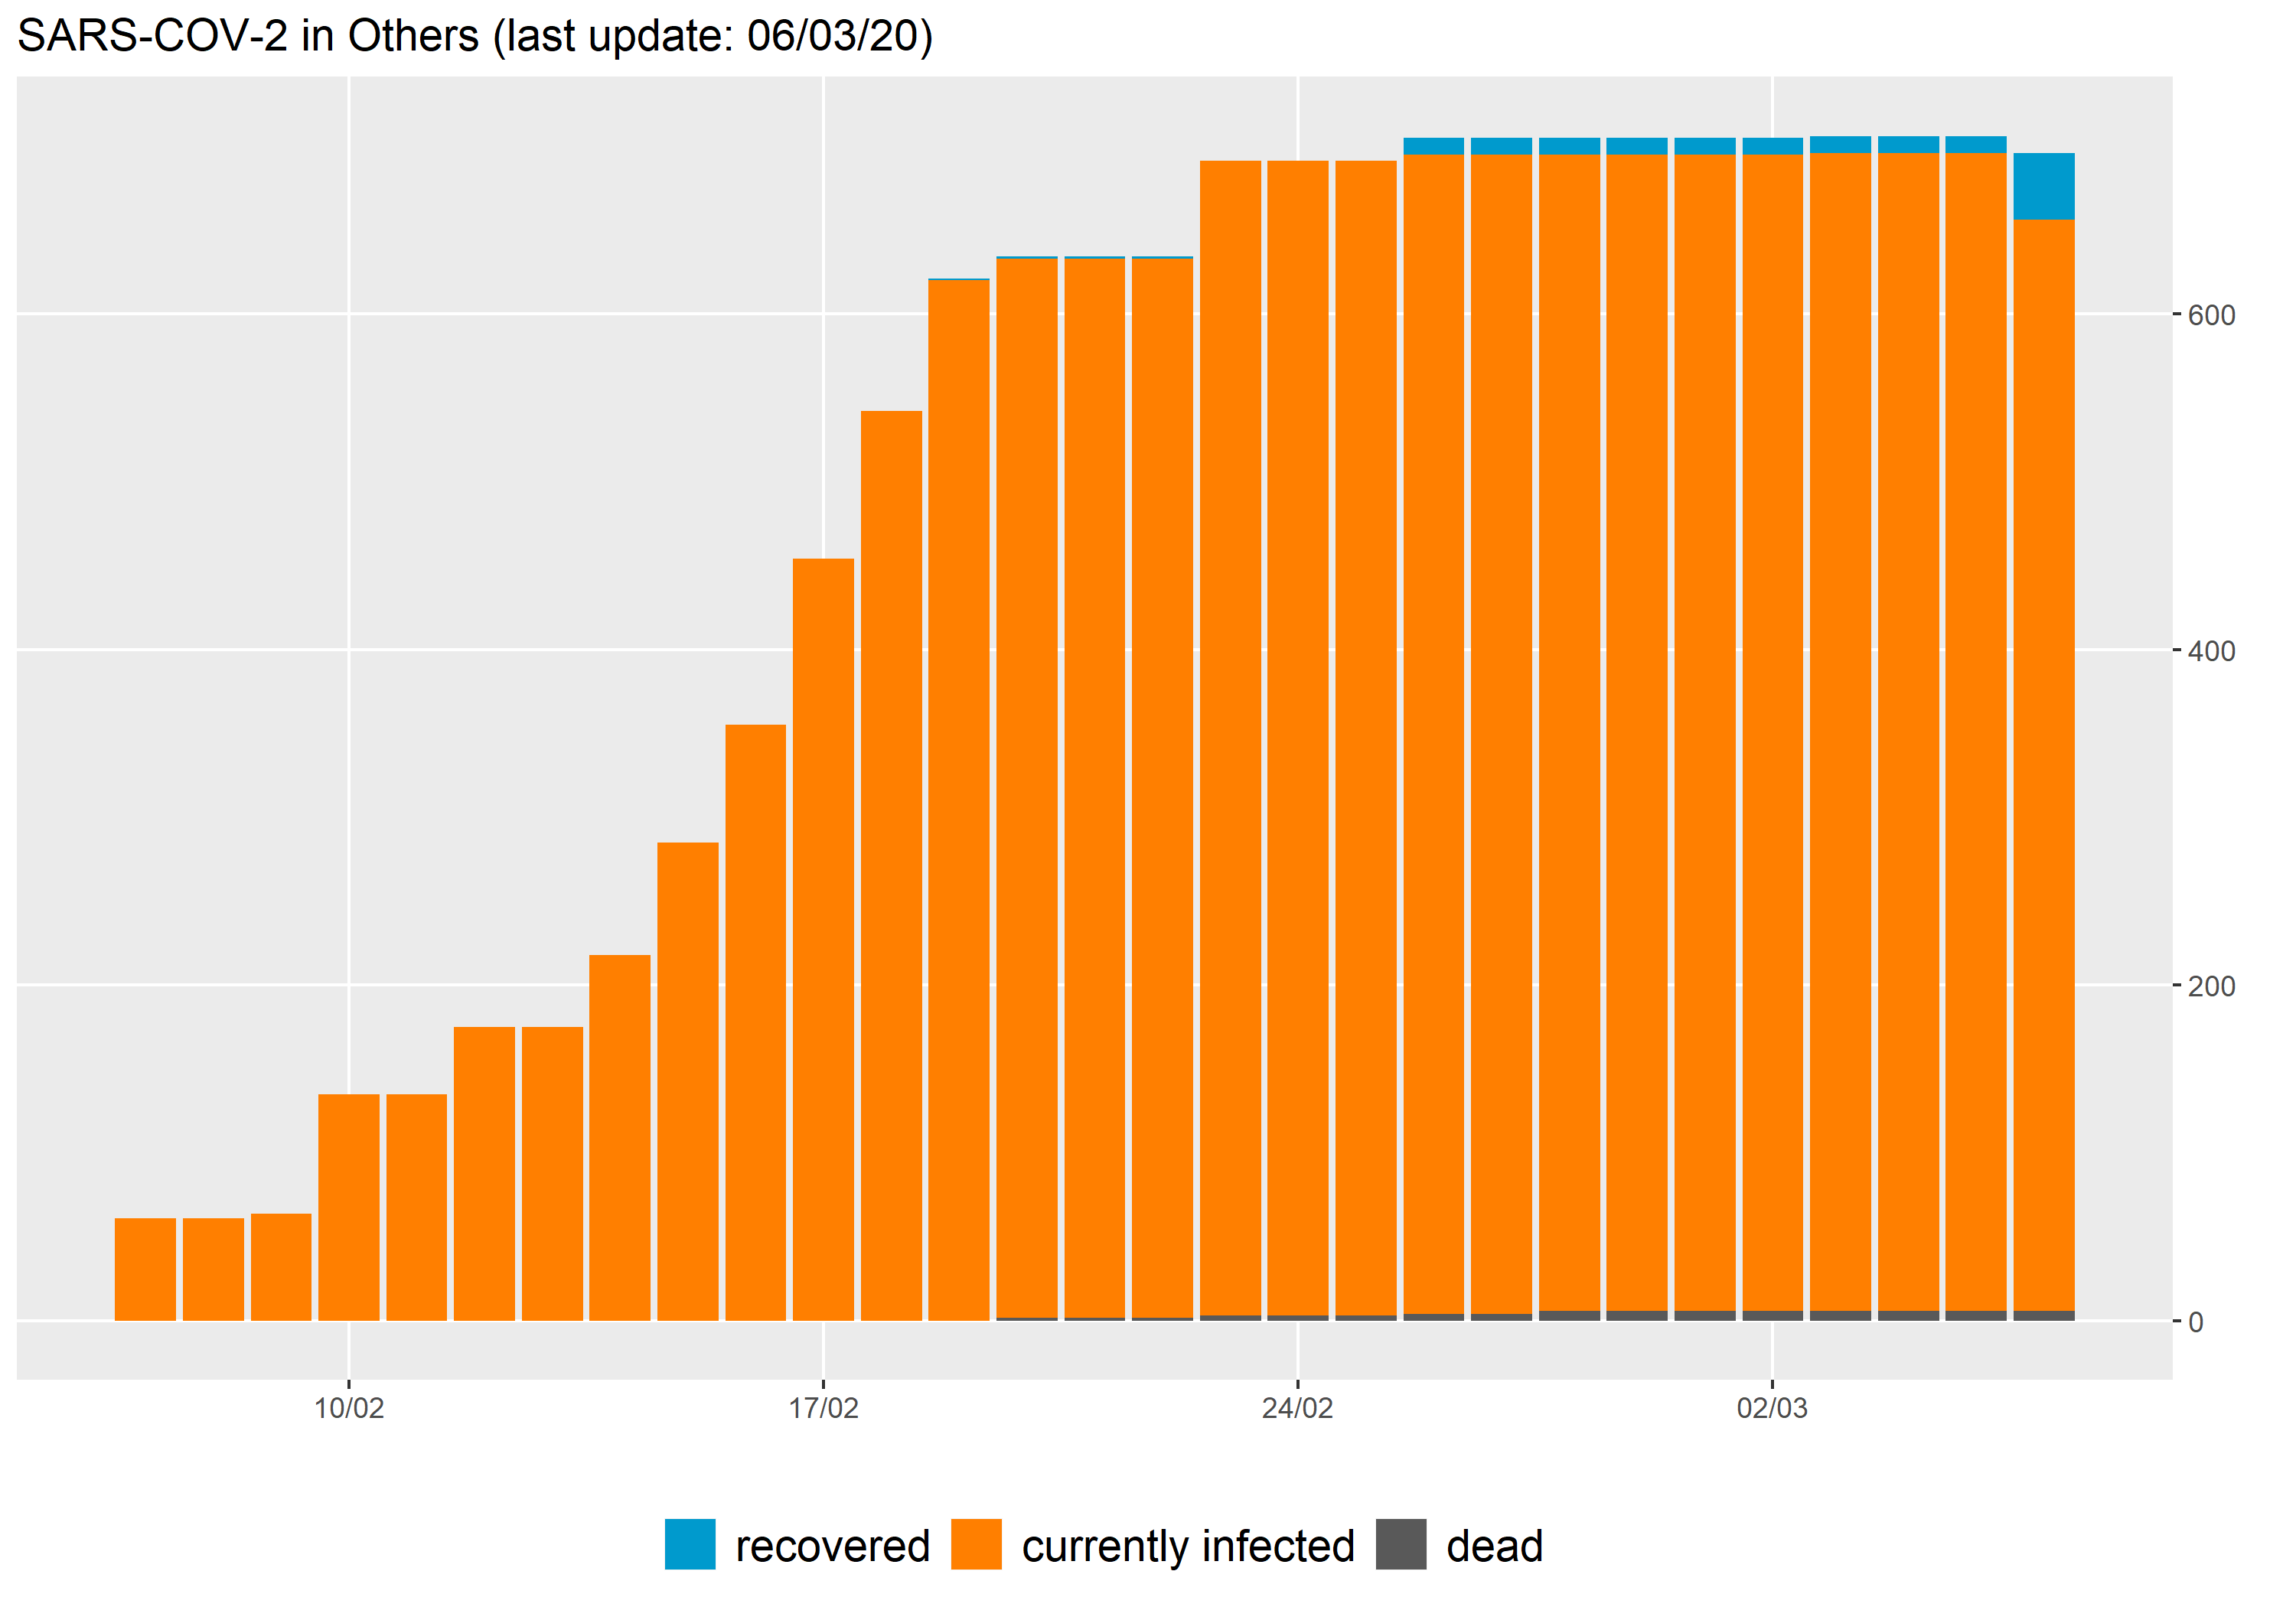 SARS-COV-2 in Others (last update: 06/03/20)
600
400
200
0
10/02 17/02 24/02 02/03
recovered currently infected dead